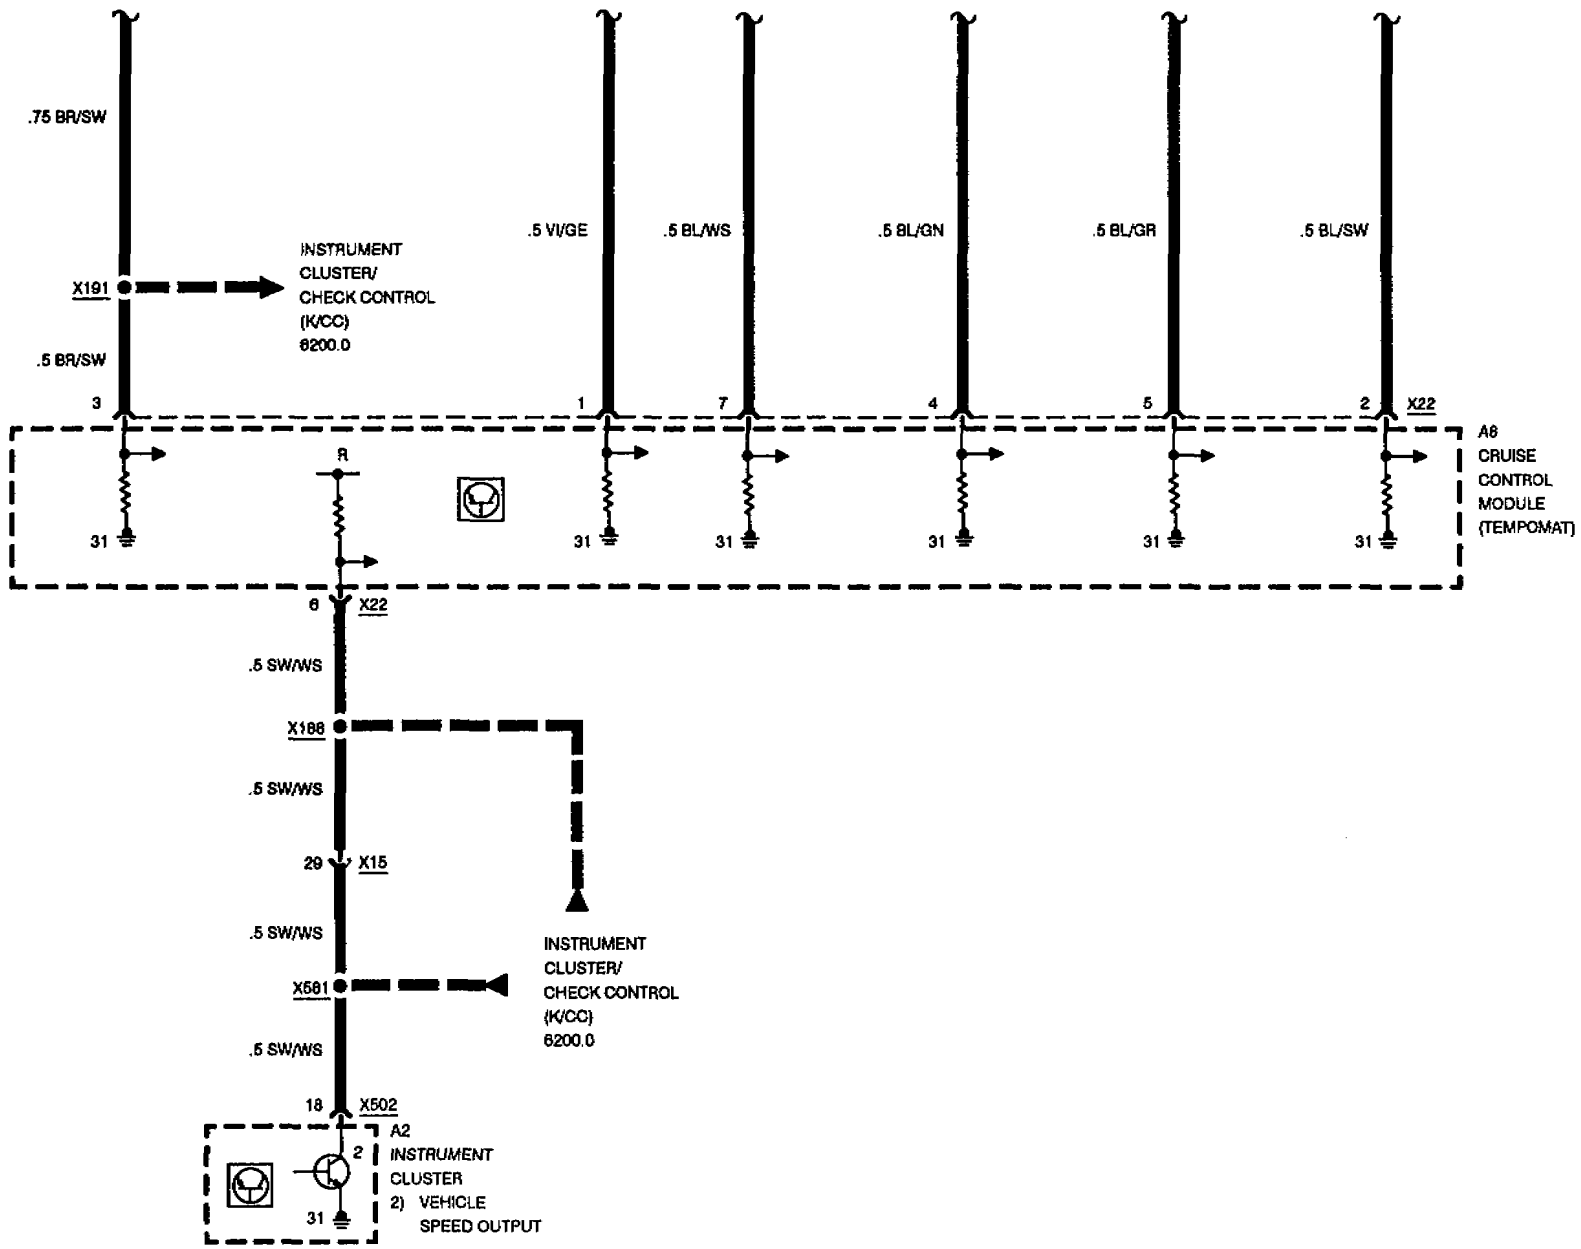 .75 BR/SW
.5 VI/GE
.5 BL/WS
.5 BL/GN
.5 BL/GR
.5 BL/SW
INSTRUMENT
CLUSTER/
CHECK CONTROL
(K/CC)
6200.0
X191
.5 BR/SW
3
1
7
4
5
2
X22
A8
CRUISE
CONTROL
MODULE
(TEMPOMAT)
R
31
31
31
31
31
31
6
X22
.5 SW/WS
X188
.5 SW/WS
29
X15
.5 SW/WS
INSTRUMENT
CLUSTER/
CHECK CONTROL
(K/CC)
6200.0
X581
.5 SW/WS
18
X502
A2
INSTRUMENT
CLUSTER
2) VEHICLE
SPEED OUTPUT
2
31